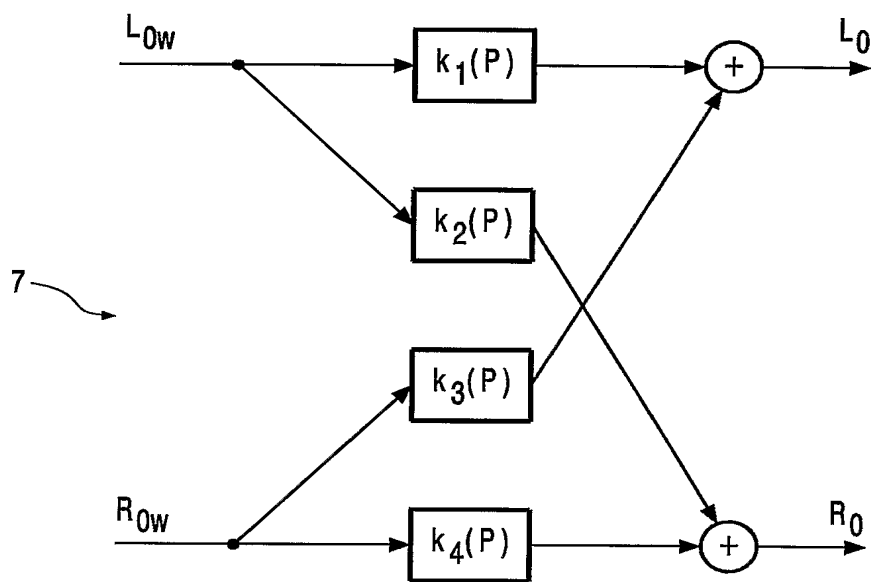 L0w
k1(P)
+
L0
k2(P)
7
k3(P)
R0w
k4(P)
+
R0